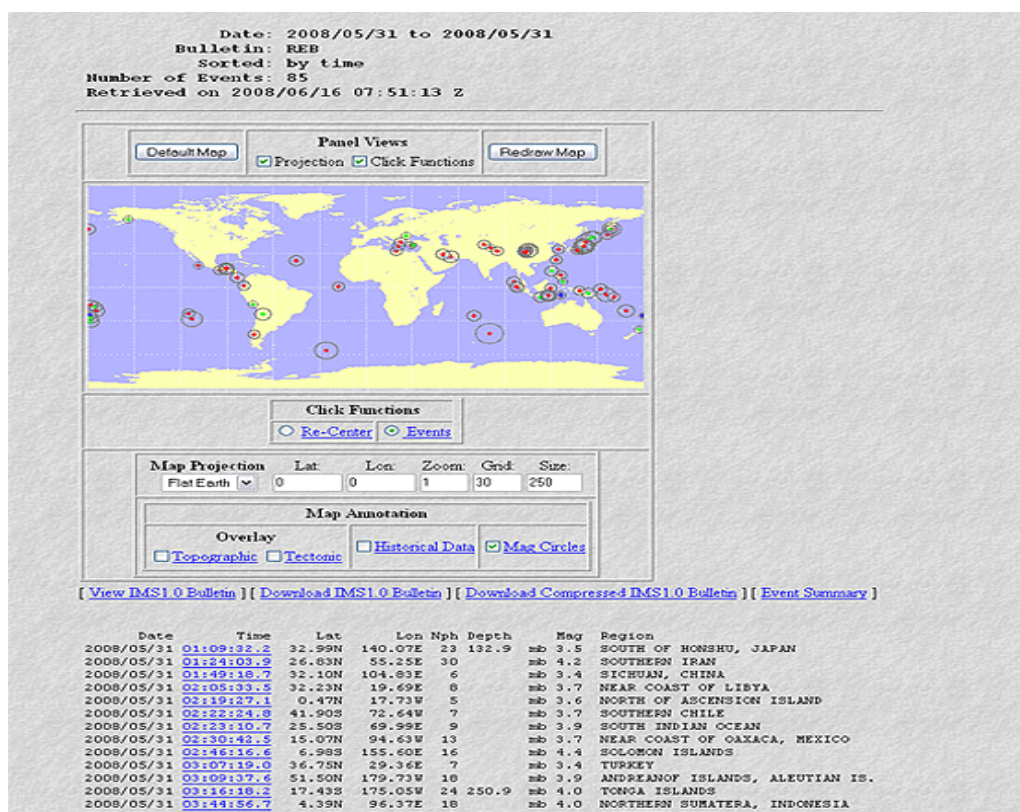 Date: 2008/05/31 to 2008/05/31
Bulletin: REB
Sorted: by time
Number of Events: 85
Retrieved on 2008/06/16 07:51:13 Z
Default Map
Panel Views
Projection Click Functions
Redraw Map
Click Functions
Re-Center Events
Map Projection Lat: Lon: Zoom: Grid: Size:
Flat Earth 0 0 1 30 250
Map Annotation
Overlay
Topographic Tectonic Historical Data Mag Circles
[ View IMS1.0 Bulletin ] [ Download IMS1.0 Bulletin ] [ Download Compressed IMS1.0 Bulletin ] [ Event Summary ]
Date Time Lat Lon Nph Depth Mag Region
2008/05/31 01:09:32.2 32.99N 140.07E 23 132.9 mb 3.5 SOUTH OF HONSHU, JAPAN
2008/05/31 01:24:03.9 26.83N 55.25E 30 mb 4.2 SOUTHERN IRAN
2008/05/31 01:49:18.7 32.10N 104.83E 6 mb 3.4 SICHUAN, CHINA
2008/05/31 02:05:33.5 32.23N 19.69E 8 mb 3.7 NEAR COAST OF LIBYA
2008/05/31 02:19:27.1 0.47N 17.73W 5 mb 3.6 NORTH OF ASCENSION ISLAND
2008/05/31 02:22:24.8 41.90S 72.64W 7 mb 3.7 SOUTHERN CHILE
2008/05/31 02:23:10.7 25.50S 69.99E 9 mb 3.9 SOUTH INDIAN OCEAN
2008/05/31 02:30:42.5 15.07N 94.63W 13 mb 3.7 NEAR COAST OF OAXACA, MEXICO
2008/05/31 02:46:16.6 6.98S 155.60E 16 mb 4.4 SOLOMON ISLANDS
2008/05/31 03:07:19.0 36.75N 29.36E 7 mb 3.4 TURKEY
2008/05/31 03:09:37.6 51.50N 179.73W 18 mb 3.9 ANDREANOF ISLANDS, ALEUTIAN IS.
2008/05/31 03:16:18.2 17.43S 175.05W 24 250.9 mb 4.0 TONGA ISLANDS
2008/05/31 03:44:56.7 4.39N 96.37E 18 mb 4.0 NORTHERN SUMATERA, INDONESIA